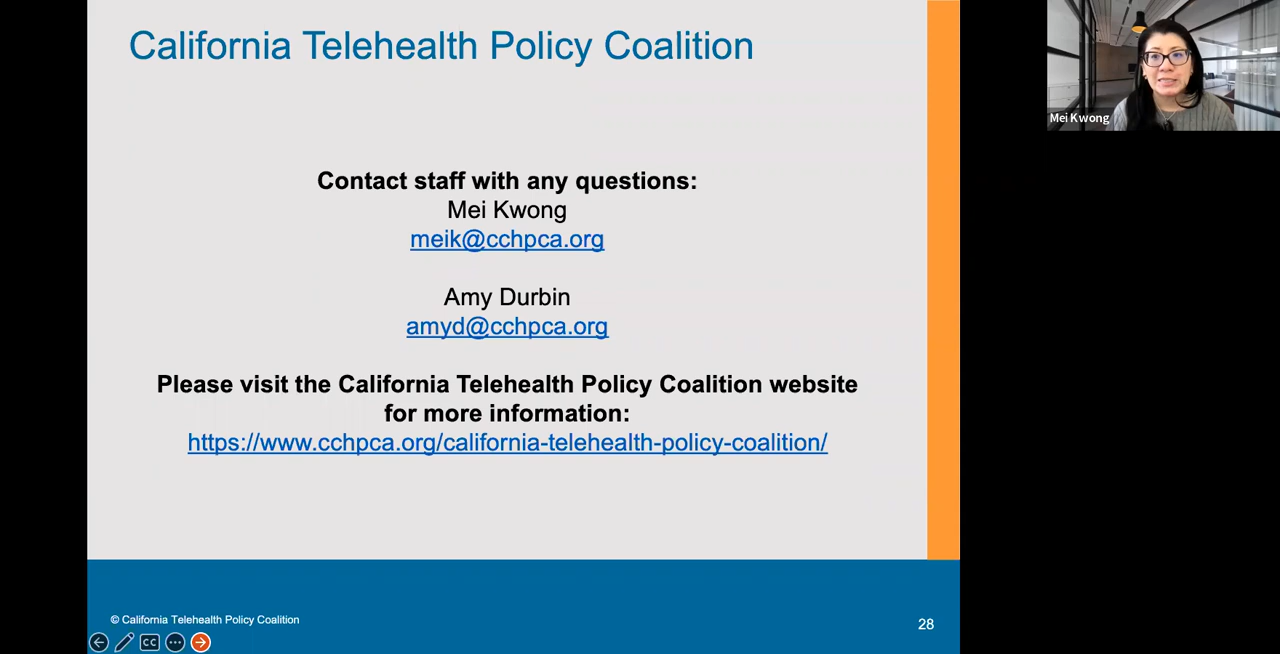 California Telehealth Policy Coalition
Mei Kwong
Contact staff with any questions:
Mei Kwong
meik@cchpca.org
Amy Durbin
amyd@cchpca.org
Please visit the California Telehealth Policy Coalition website
for more information:
https://www.cchpca.org/california-telehealth-policy-coalition/
© California Telehealth Policy Coalition
28
CC